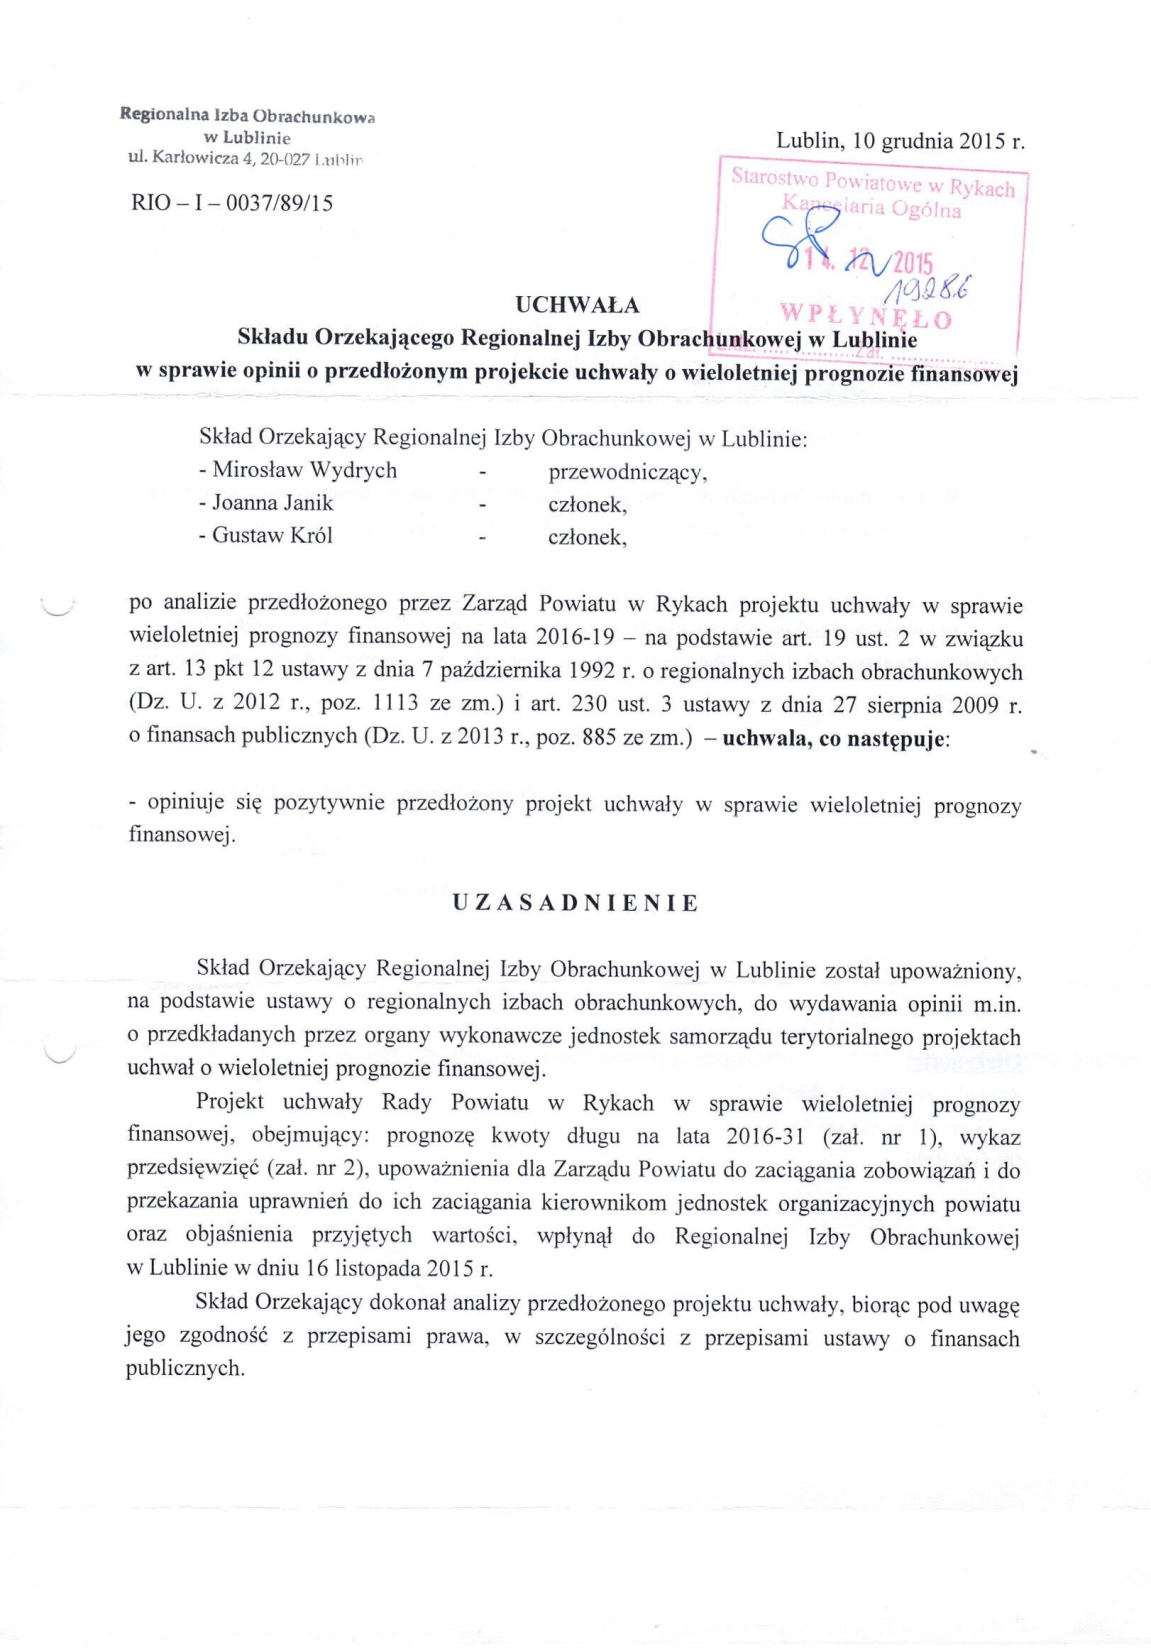 Regionalna Izba Obrachunkowa
w Lublinie
ul. Karłowicza 4, 20-027 Lublin
Lublin, 10 grudnia 2015 r.
RIO – I – 0037/89/15
Starostwo Powiatowe w Rykach
Kancelaria Ogólna
14. 12. 2015
19286
WPŁYNĘŁO
Zał.
UCHWAŁA
Składu Orzekającego Regionalnej Izby Obrachunkowej w Lublinie
w sprawie opinii o przedłożonym projekcie uchwały o wieloletniej prognozie finansowej
Skład Orzekający Regionalnej Izby Obrachunkowej w Lublinie:
- Mirosław Wydrych - przewodniczący,
- Joanna Janik - członek,
- Gustaw Król - członek,
po analizie przedłożonego przez Zarząd Powiatu w Rykach projektu uchwały w sprawie
wieloletniej prognozy finansowej na lata 2016-19 – na podstawie art. 19 ust. 2 w związku
z art. 13 pkt 12 ustawy z dnia 7 października 1992 r. o regionalnych izbach obrachunkowych
(Dz. U. z 2012 r., poz. 1113 ze zm.) i art. 230 ust. 3 ustawy z dnia 27 sierpnia 2009 r.
o finansach publicznych (Dz. U. z 2013 r., poz. 885 ze zm.) – uchwala, co następuje:
- opiniuje się pozytywnie przedłożony projekt uchwały w sprawie wieloletniej prognozy
finansowej.
UZASADNIENIE
Skład Orzekający Regionalnej Izby Obrachunkowej w Lublinie został upoważniony,
na podstawie ustawy o regionalnych izbach obrachunkowych, do wydawania opinii m.in.
o przedkładanych przez organy wykonawcze jednostek samorządu terytorialnego projektach
uchwał o wieloletniej prognozie finansowej.
Projekt uchwały Rady Powiatu w Rykach w sprawie wieloletniej prognozy
finansowej, obejmujący: prognozę kwoty długu na lata 2016-31 (zał. nr 1), wykaz
przedsięwzięć (zał. nr 2), upoważnienia dla Zarządu Powiatu do zaciągania zobowiązań i do
przekazania uprawnień do ich zaciągania kierownikom jednostek organizacyjnych powiatu
oraz objaśnienia przyjętych wartości, wpłynął do Regionalnej Izby Obrachunkowej
w Lublinie w dniu 16 listopada 2015 r.
Skład Orzekający dokonał analizy przedłożonego projektu uchwały, biorąc pod uwagę
jego zgodność z przepisami prawa, w szczególności z przepisami ustawy o finansach
publicznych.